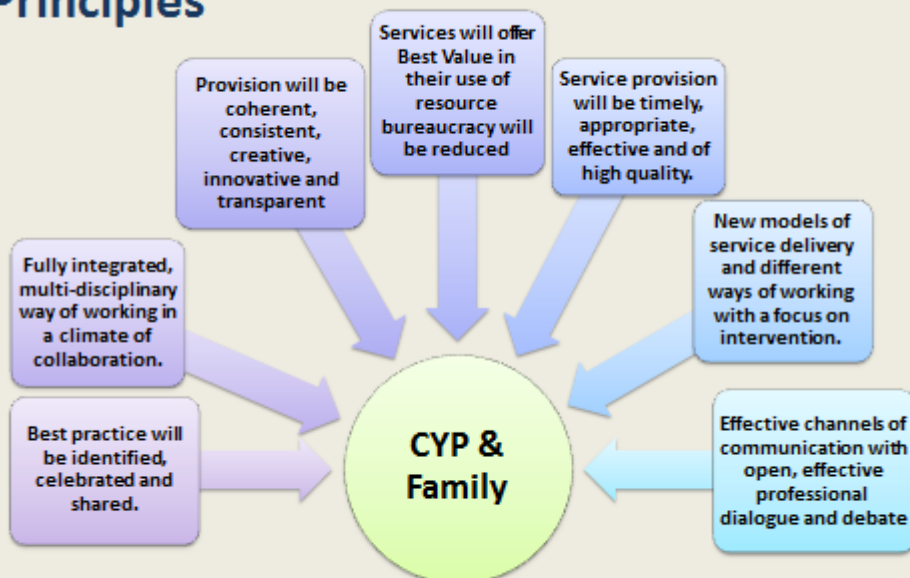 Principles
Services will offer
Best Value in
their use of
resource
bureaucracy will
be reduced
Provision will be
coherent,
consistent,
creative,
innovative and
transparent
Service provision
will be timely,
appropriate,
effective and of
high quality.
Fully integrated,
multi-disciplinary
way of working in
a climate of
collaboration.
New models of
service delivery
and different
ways of working
with a focus on
intervention.
Best practice will
be identified,
celebrated and
shared.
CYP &
Family
Effective channels of
communication with
open, effective
professional
dialogue and debate